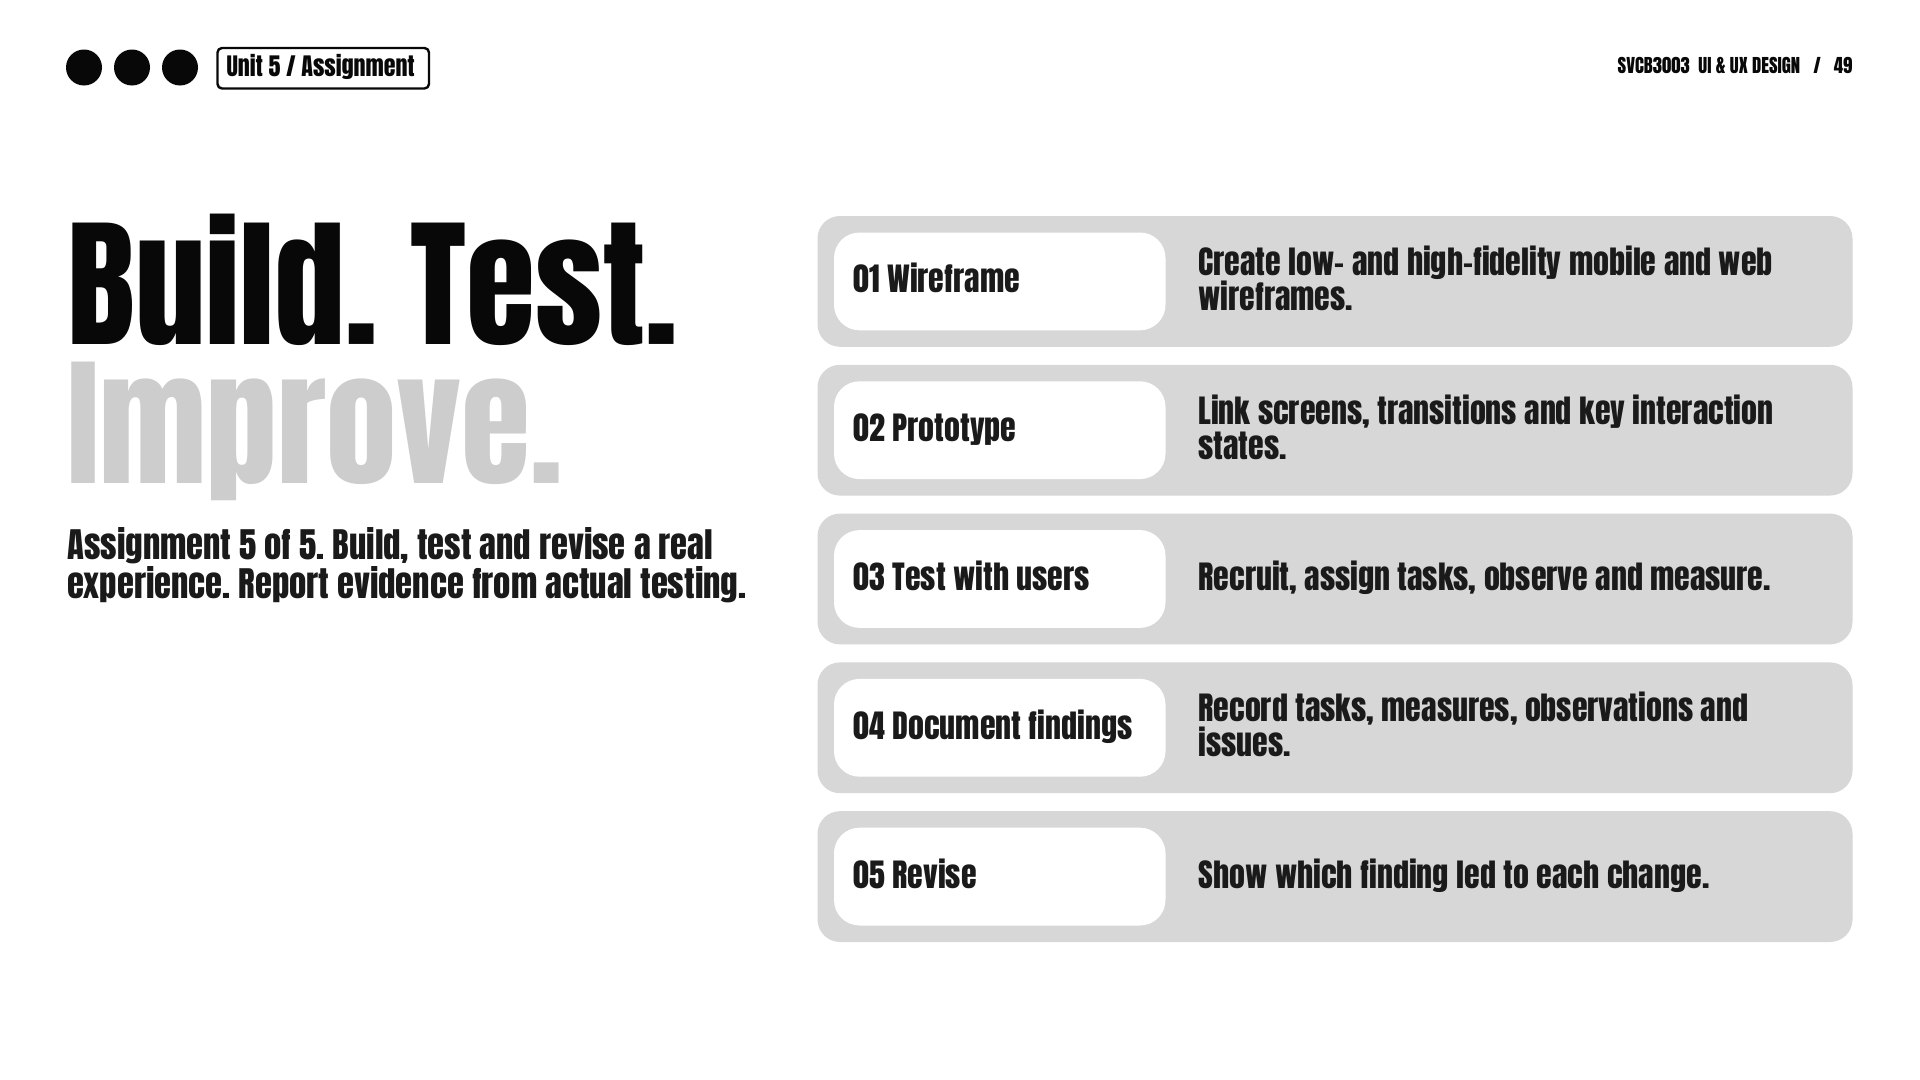 Unit 5 / Assignment
SVCB3003 UI & UX DESIGN / 49
Build. Test.
Improve.
Assignment 5 of 5. Build, test and revise a real
experience. Report evidence from actual testing.
01 Wireframe
Create low- and high-fidelity mobile and web
wireframes.
02 Prototype
Link screens, transitions and key interaction
states.
03 Test with users
Recruit, assign tasks, observe and measure.
04 Document findings
Record tasks, measures, observations and
issues.
05 Revise
Show which finding led to each change.